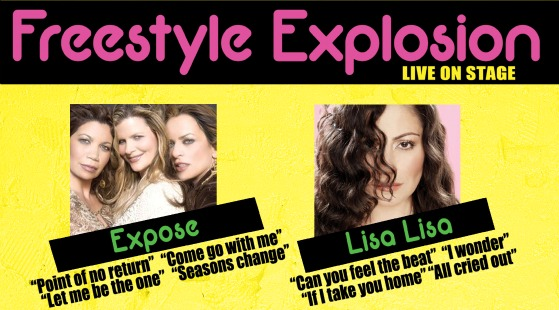 Freestyle Explosion
LIVE ON STAGE
Expose
"Point of no return" "Come go with me"
"Let me be the one" "Seasons change"
Lisa Lisa
"Can you feel the beat" "I wonder"
"If I take you home" "All cried out"